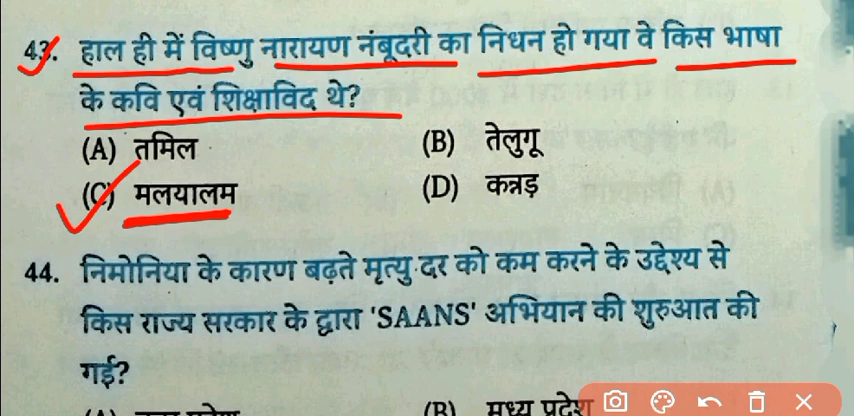 43. हाल ही में विष्णु नारायण नंबूदरी का निधन हो गया वे किस भाषा
के कवि एवं शिक्षाविद थे?
(A) तमिल (B) तेलुगू
(C) मलयालम (D) कन्नड़
44. निमोनिया के कारण बढ़ते मृत्यु दर को कम करने के उद्देश्य से
किस राज्य सरकार के द्वारा 'SAANS' अभियान की शुरुआत की
गई?
(B) मध्य प्रदेश